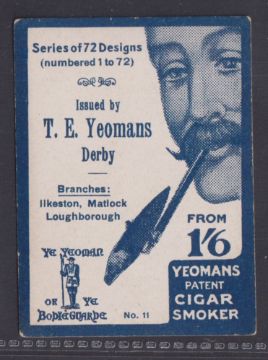 Series of 72 Designs
(numbered 1 to 72)
Issued by
T. E. Yeomans
Derby
Branches:
Ilkeston, Matlock
Loughborough
YE YEOMAN
OF YE
BODIEGUARDE
No. 11
FROM
1'6
YEOMANS
PATENT
CIGAR
SMOKER